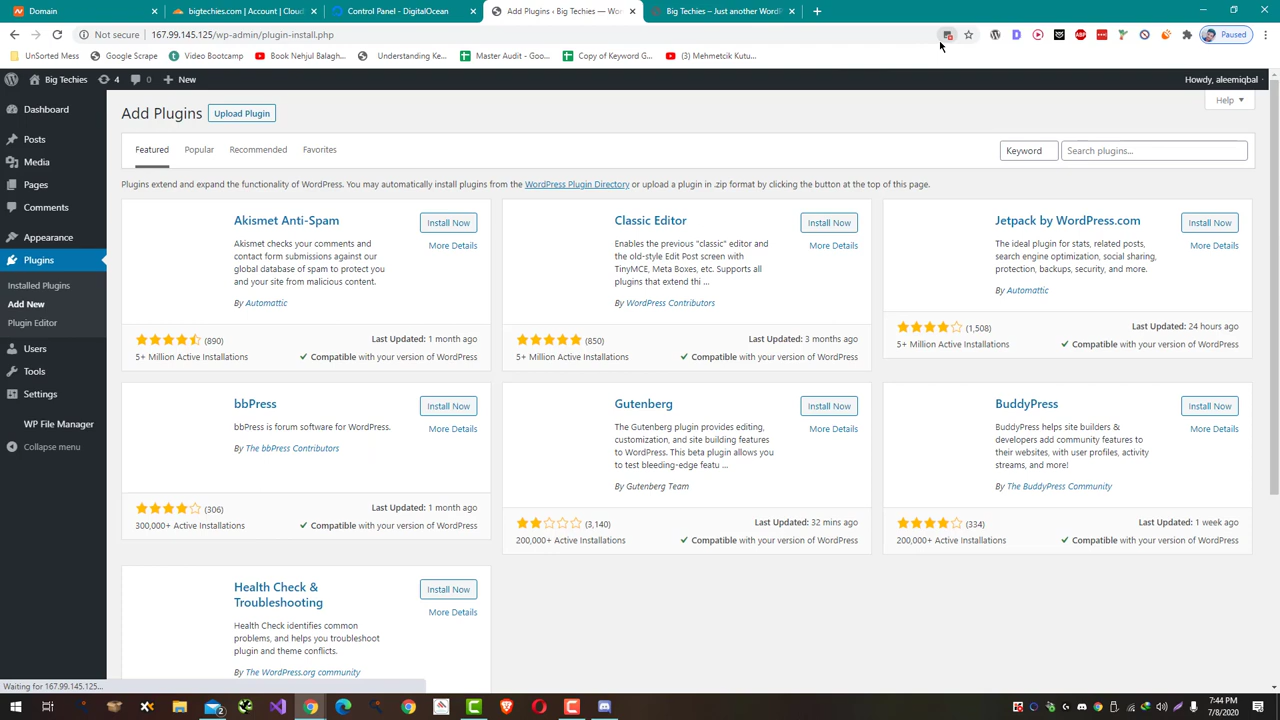 Domain
bigtechies.com | Account | Cloud
Control Panel - DigitalOcean
Add Plugins ‹ Big Techies — Wor
Big Techies – Just another WordP
Not secure | 167.99.145.125/wp-admin/plugin-install.php
Paused
UnSorted Mess
Google Scrape
Video Bootcamp
Book Nehjul Balagh...
Understanding Ke...
Master Audit - Goo...
Copy of Keyword G...
(3) Mehmetcik Kutu...
Big Techies
4
0
New
Howdy, aleemiqbal
Dashboard
Posts
Media
Pages
Comments
Appearance
Plugins
Installed Plugins
Add New
Plugin Editor
Users
Tools
Settings
WP File Manager
Collapse menu
Add Plugins
Upload Plugin
Help
Featured
Popular
Recommended
Favorites
Keyword
Search plugins...
Plugins extend and expand the functionality of WordPress. You may automatically install plugins from the WordPress Plugin Directory or upload a plugin in .zip format by clicking the button at the top of this page.
Akismet Anti-Spam
Install Now
More Details
Akismet checks your comments and
contact form submissions against our
global database of spam to protect you
and your site from malicious content.
By Automattic
(890)
Last Updated: 1 month ago
5+ Million Active Installations
Compatible with your version of WordPress
Classic Editor
Install Now
More Details
Enables the previous "classic" editor and
the old-style Edit Post screen with
TinyMCE, Meta Boxes, etc. Supports all
plugins that extend thi ...
By WordPress Contributors
(850)
Last Updated: 3 months ago
5+ Million Active Installations
Compatible with your version of WordPress
Jetpack by WordPress.com
Install Now
More Details
The ideal plugin for stats, related posts,
search engine optimization, social sharing,
protection, backups, security, and more.
By Automattic
(1,508)
Last Updated: 24 hours ago
5+ Million Active Installations
Compatible with your version of WordPress
bbPress
Install Now
More Details
bbPress is forum software for WordPress.
By The bbPress Contributors
(306)
Last Updated: 1 month ago
300,000+ Active Installations
Compatible with your version of WordPress
Gutenberg
Install Now
More Details
The Gutenberg plugin provides editing,
customization, and site building features
to WordPress. This beta plugin allows you
to test bleeding-edge featu ...
By Gutenberg Team
(3,140)
Last Updated: 32 mins ago
200,000+ Active Installations
Compatible with your version of WordPress
BuddyPress
Install Now
More Details
BuddyPress helps site builders &
developers add community features to
their websites, with user profiles, activity
streams, and more!
By The BuddyPress Community
(334)
Last Updated: 1 week ago
200,000+ Active Installations
Compatible with your version of WordPress
Health Check &
Troubleshooting
Install Now
More Details
Health Check identifies common
problems, and helps you troubleshoot
plugin and theme conflicts.
By The WordPress.org community
Waiting for 167.99.145.125...
2
7:44 PM
7/8/2020